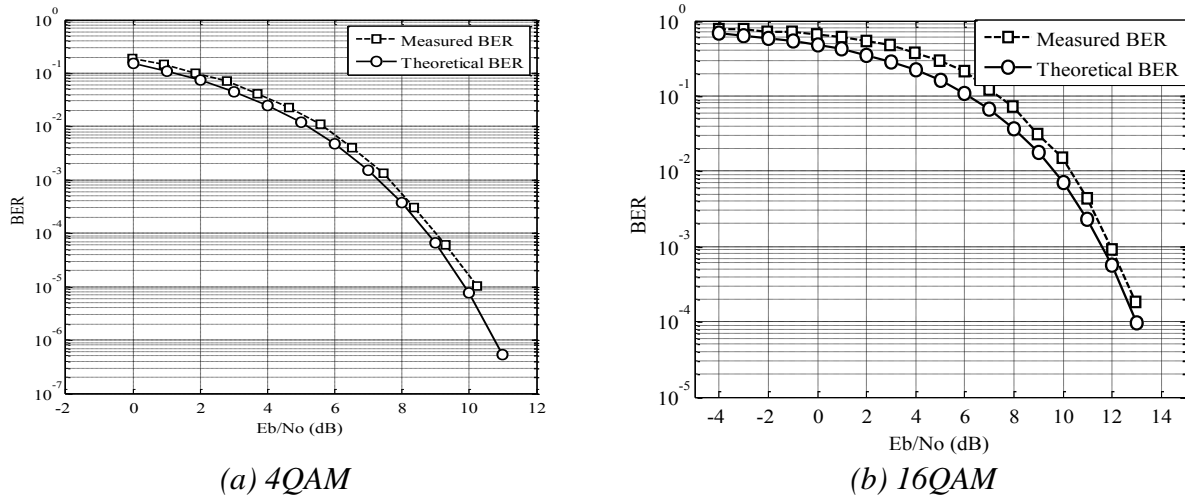 10^0
10^-1
10^-2
10^-3
10^-4
10^-5
10^-6
10^-7
BER
-2 0 2 4 6 8 10 12
Eb/No (dB)
Measured BER
Theoretical BER
(a) 4QAM
10^0
10^-1
10^-2
10^-3
10^-4
10^-5
BER
-4 -2 0 2 4 6 8 10 12 14
Eb/No (dB)
Measured BER
Theoretical BER
(b) 16QAM